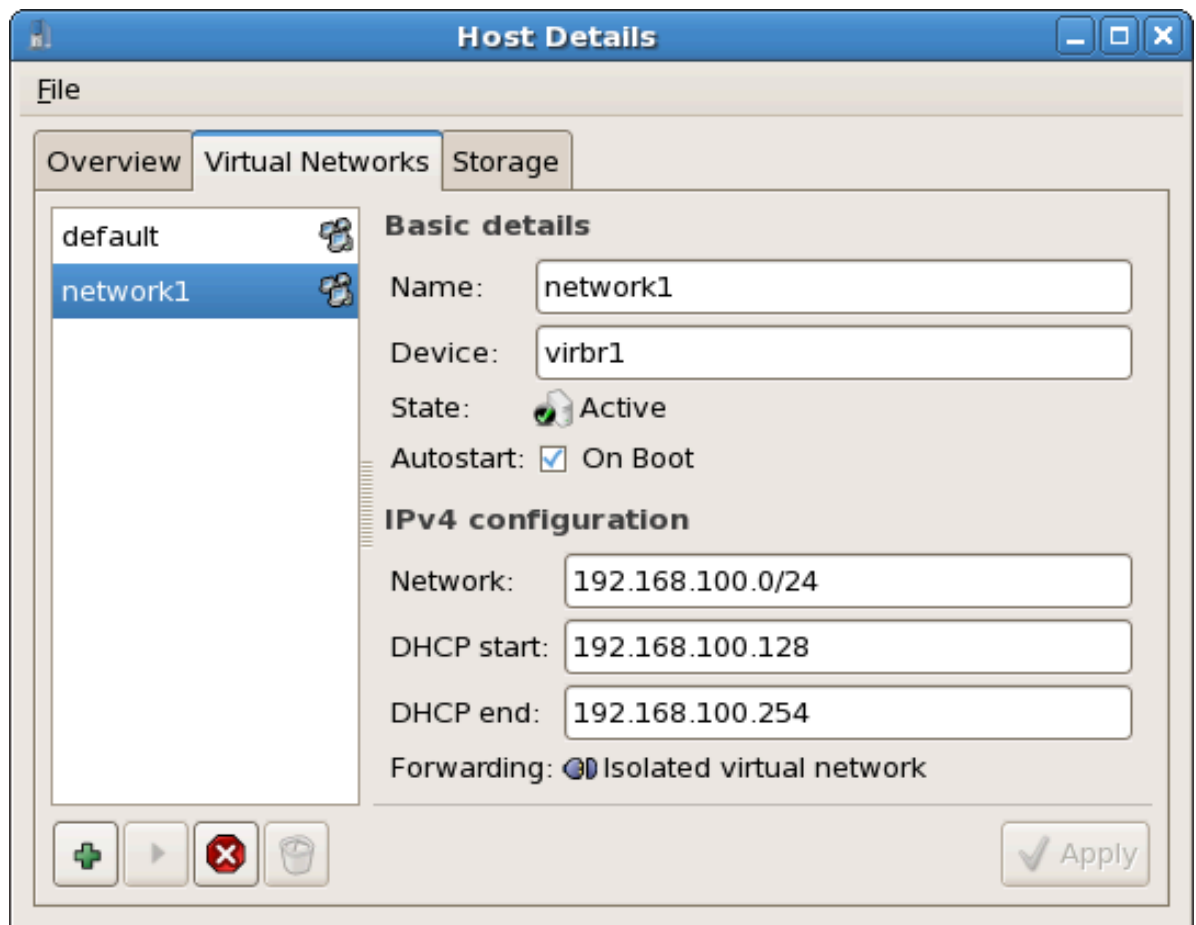 Host Details
File
Overview Virtual Networks Storage
default
network1
Basic details
Name: network1
Device: virbr1
State: Active
Autostart: On Boot
IPv4 configuration
Network: 192.168.100.0/24
DHCP start: 192.168.100.128
DHCP end: 192.168.100.254
Forwarding: Isolated virtual network
Apply